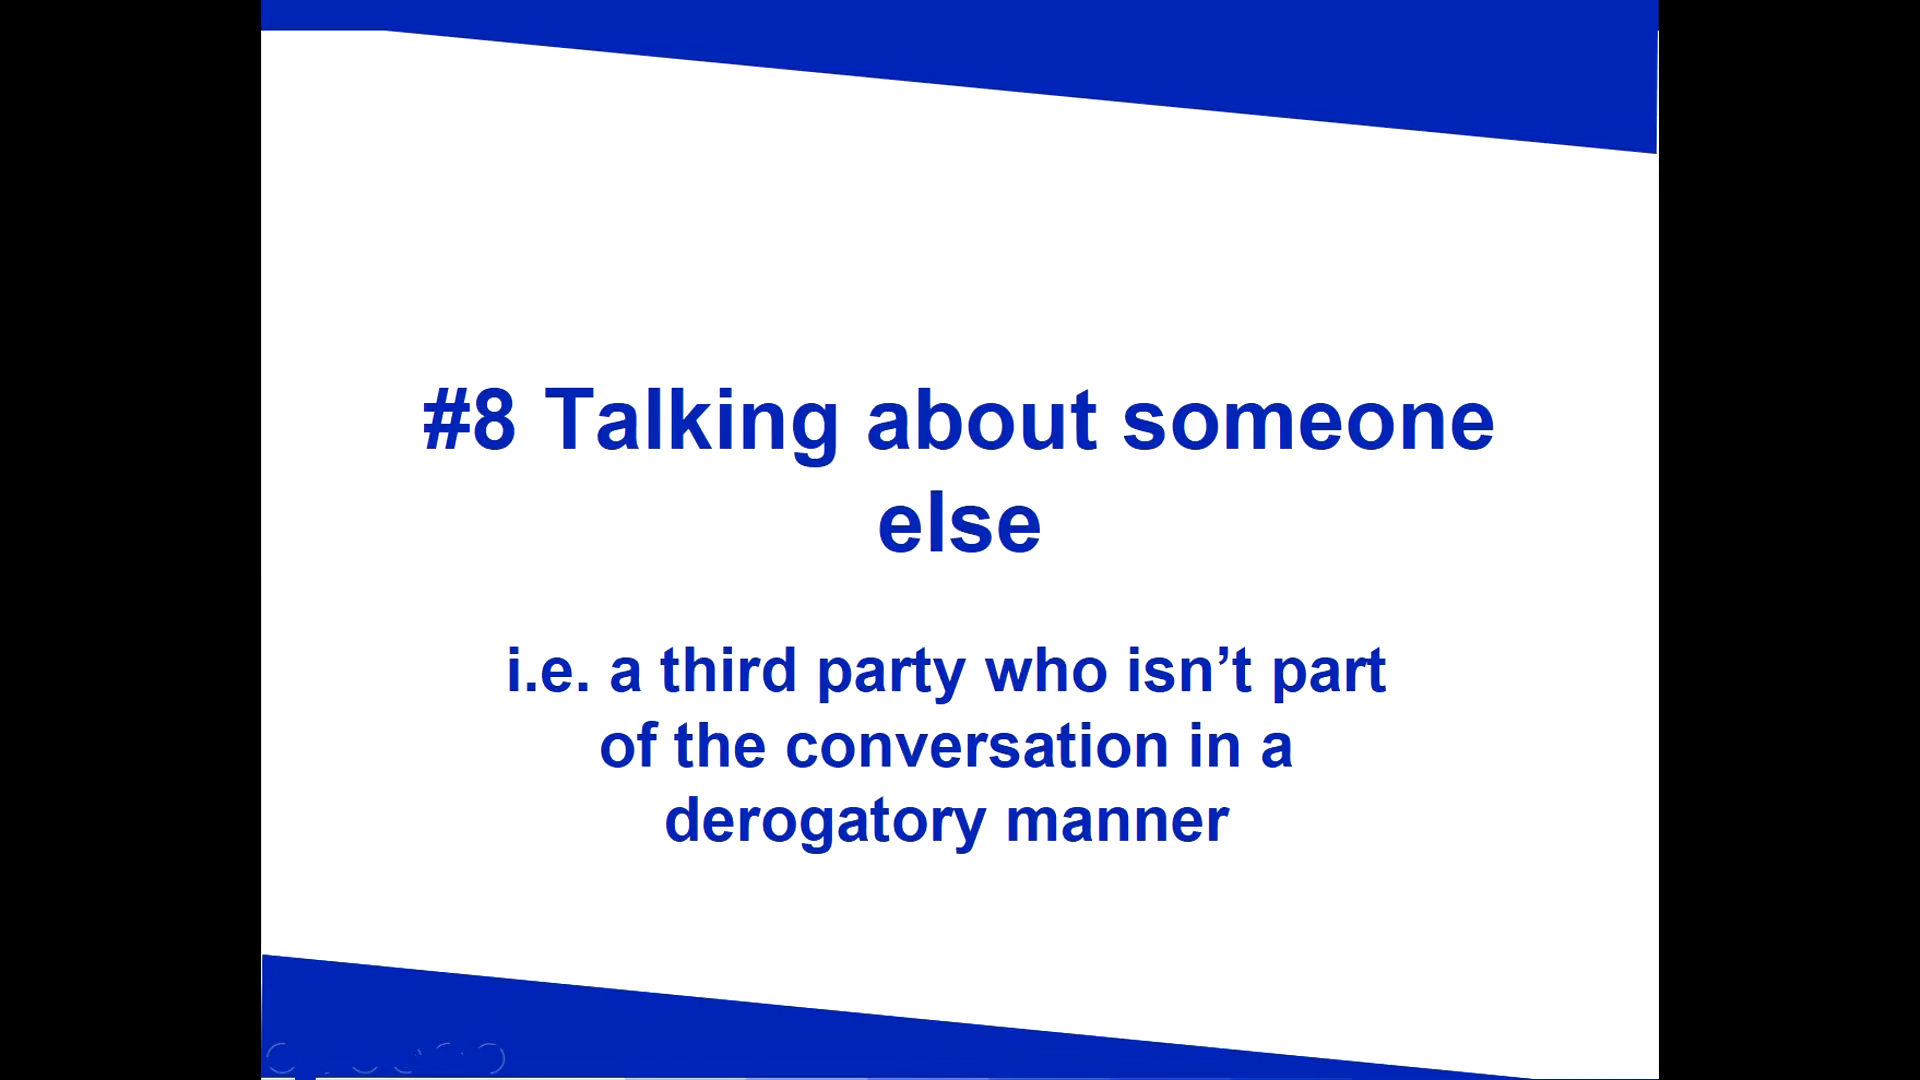 #8 Talking about someone
else
i.e. a third party who isn’t part
of the conversation in a
derogatory manner